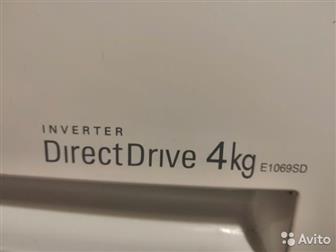 INVERTER
DirectDrive 4kg E1069SD
Avito